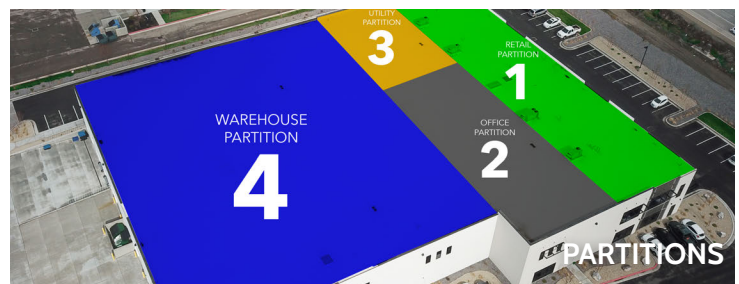 UTILITY
PARTITION
3
RETAIL
PARTITION
1
OFFICE
PARTITION
2
WAREHOUSE
PARTITION
4
PARTITIONS